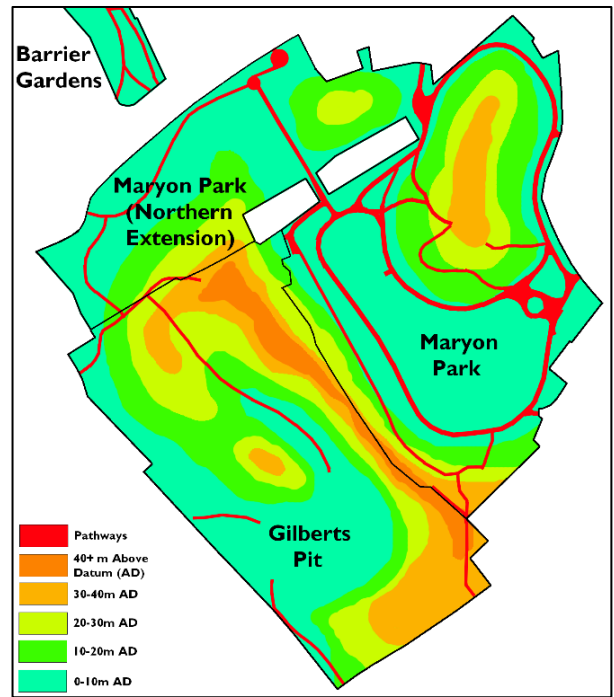 Barrier
Gardens
Maryon Park
(Northern
Extension)
Maryon
Park
Gilberts
Pit
Pathways
40+ m Above
Datum (AD)
30-40m AD
20-30m AD
10-20m AD
0-10m AD